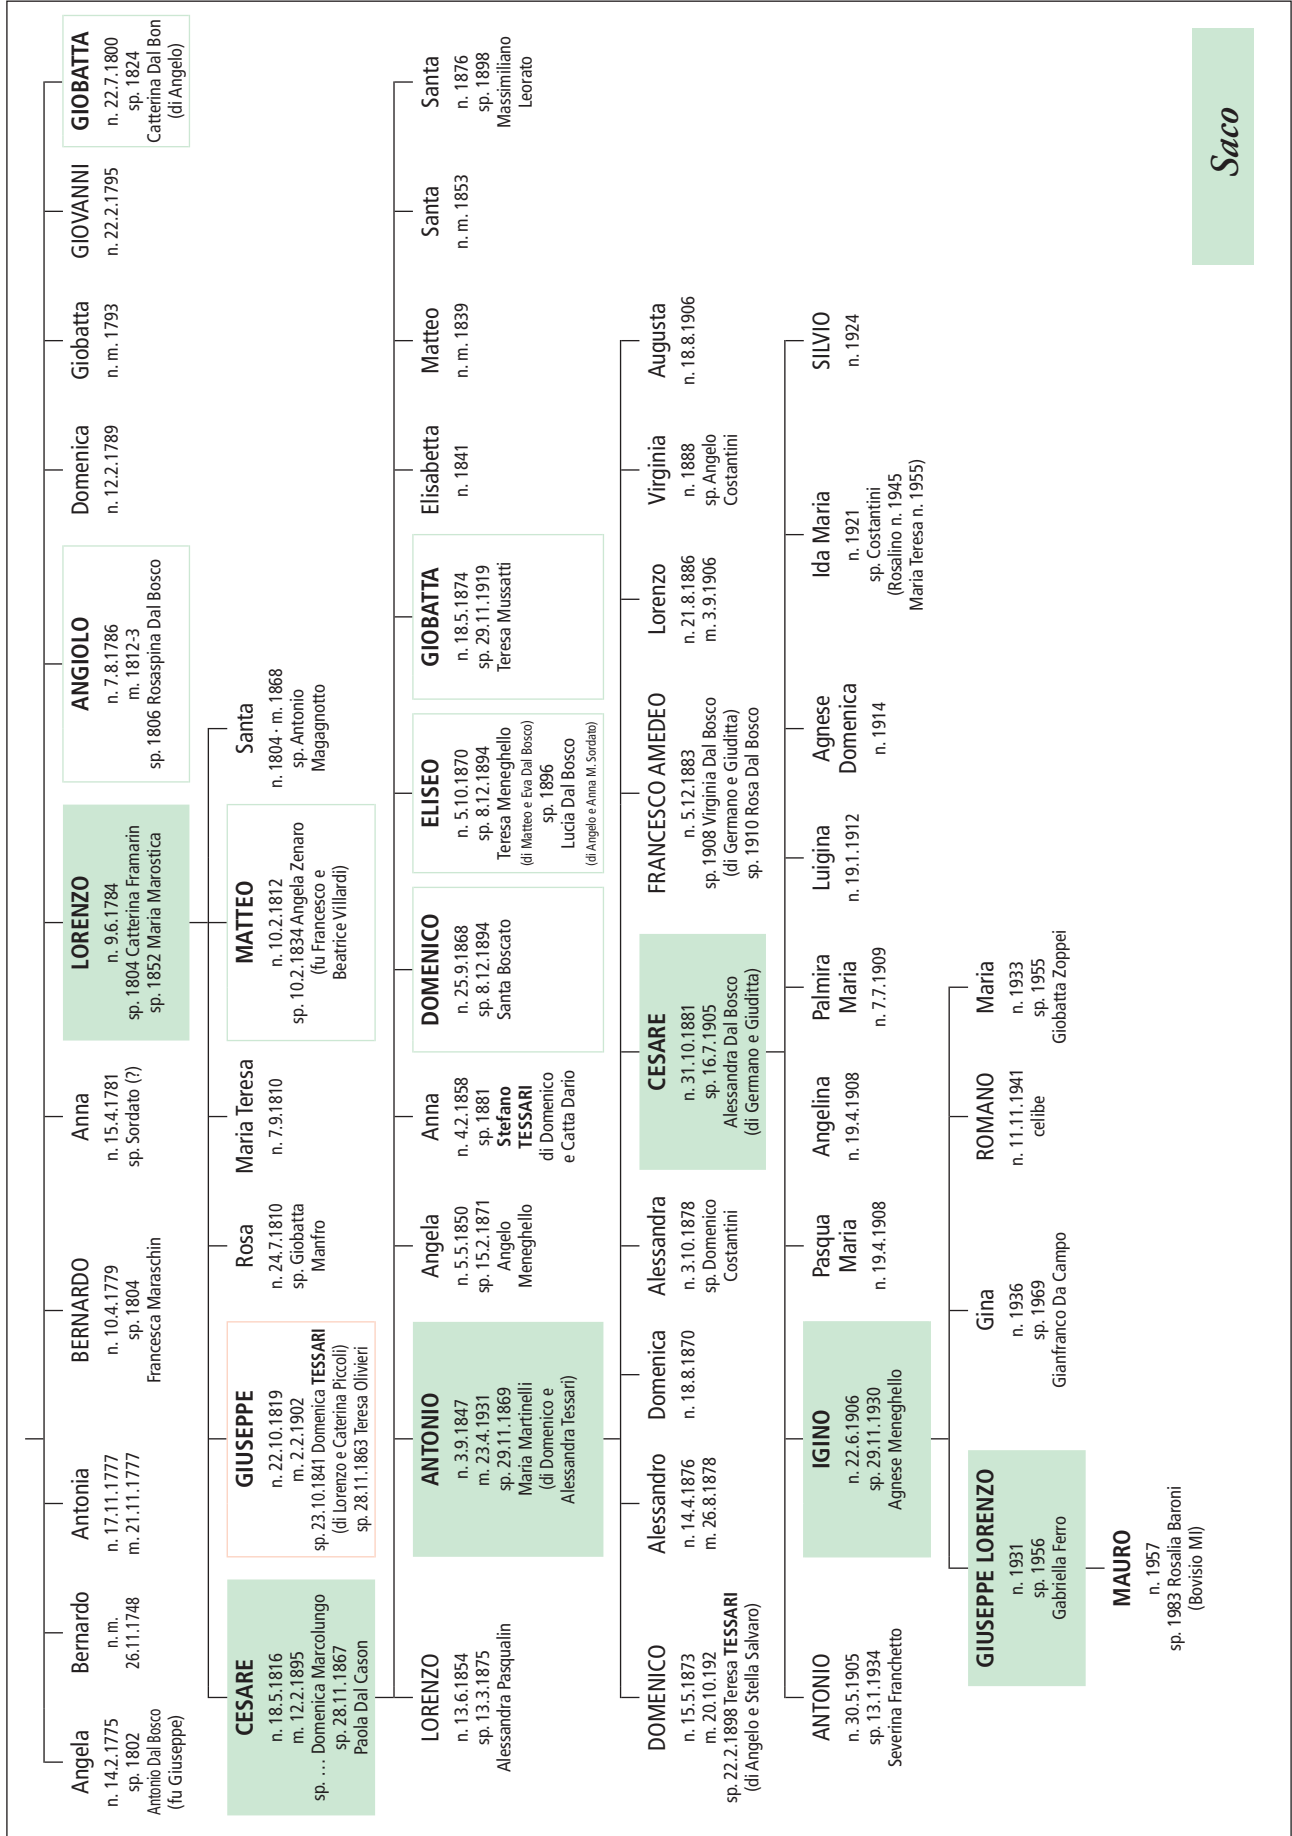 Angela
n. 14.2.1775
sp. 1802
Antonio Dal Bosco
(fu Giuseppe)
Bernardo
n. m.
26.11.1748
Antonia
n. 17.11.1777
m. 21.11.1777
BERNARDO
n. 10.4.1779
sp. 1804
Francesca Maraschin
Anna
n. 15.4.1781
sp. Sordato (?)
LORENZO
n. 9.6.1784
sp. 1804 Catterina Framarin
sp. 1852 Maria Marostica
ANGIOLO
n. 7.8.1786
m. 1812-3
sp. 1806 Rosaspina Dal Bosco
Domenica
n. 12.2.1789
Giobatta
n. m. 1793
GIOVANNI
n. 22.2.1795
GIOBATTA
n. 22.7.1800
sp. 1824
Catterina Dal Bon
(di Angelo)
CESARE
n. 18.5.1816
m. 12.2.1895
sp. … Domenica Marcolungo
sp. 28.11.1867
Paola Dal Cason
GIUSEPPE
n. 22.10.1819
m. 2.2.1902
sp. 23.10.1841 Domenica TESSARI
(di Lorenzo e Caterina Piccoli)
sp. 28.11.1863 Teresa Olivieri
Rosa
n. 24.7.1810
sp. Giobatta
Manfro
Maria Teresa
n. 7.9.1810
MATTEO
n. 10.2.1812
sp. 10.2.1834 Angela Zenaro
(fu Francesco e
Beatrice Villardi)
Santa
n. 1804 · m. 1868
sp. Antonio
Magagnotto
LORENZO
n. 13.6.1854
sp. 13.3.1875
Alessandra Pasqualin
ANTONIO
n. 3.9.1847
m. 23.4.1931
sp. 29.11.1869
Maria Martinelli
(di Domenico e
Alessandra Tessari)
Angela
n. 5.5.1850
sp. 15.2.1871
Angelo
Meneghello
Anna
n. 4.2.1858
sp. 1881
Stefano
TESSARI
di Domenico
e Catta Dario
DOMENICO
n. 25.9.1868
sp. 8.12.1894
Santa Boscato
ELISEO
n. 5.10.1870
sp. 8.12.1894
Teresa Meneghello
(di Matteo e Eva Dal Bosco)
sp. 1896
Lucia Dal Bosco
(di Angelo e Anna M. Sordato)
GIOBATTA
n. 18.5.1874
sp. 29.11.1919
Teresa Mussatti
Elisabetta
n. 1841
Matteo
n. m. 1839
Santa
n. m. 1853
Santa
n. 1876
sp. 1898
Massimiliano
Leorato
DOMENICO
n. 15.5.1873
m. 20.10.192
sp. 22.2.1898 Teresa TESSARI
(di Angelo e Stella Salvaro)
Alessandro
n. 14.4.1876
m. 26.8.1878
Domenica
n. 18.8.1870
Alessandra
n. 3.10.1878
sp. Domenico
Costantini
CESARE
n. 31.10.1881
sp. 16.7.1905
Alessandra Dal Bosco
(di Germano e Giuditta)
FRANCESCO AMEDEO
n. 5.12.1883
sp. 1908 Virginia Dal Bosco
(di Germano e Giuditta)
sp. 1910 Rosa Dal Bosco
Lorenzo
n. 21.8.1886
m. 3.9.1906
Virginia
n. 1888
sp. Angelo
Costantini
Augusta
n. 18.8.1906
ANTONIO
n. 30.5.1905
sp. 13.1.1934
Severina Franchetto
IGINO
n. 22.6.1906
sp. 29.11.1930
Agnese Meneghello
Pasqua
Maria
n. 19.4.1908
Angelina
n. 19.4.1908
Palmira
Maria
n. 7.7.1909
Luigina
n. 19.1.1912
Agnese
Domenica
n. 1914
Ida Maria
n. 1921
sp. Costantini
(Rosalino n. 1945
Maria Teresa n. 1955)
SILVIO
n. 1924
GIUSEPPE LORENZO
n. 1931
sp. 1956
Gabriella Ferro
Gina
n. 1936
sp. 1969
Gianfranco Da Campo
ROMANO
n. 11.11.1941
celibe
Maria
n. 1933
sp. 1955
Giobatta Zoppei
MAURO
n. 1957
sp. 1983 Rosalia Baroni
(Bovisio MI)
Saco